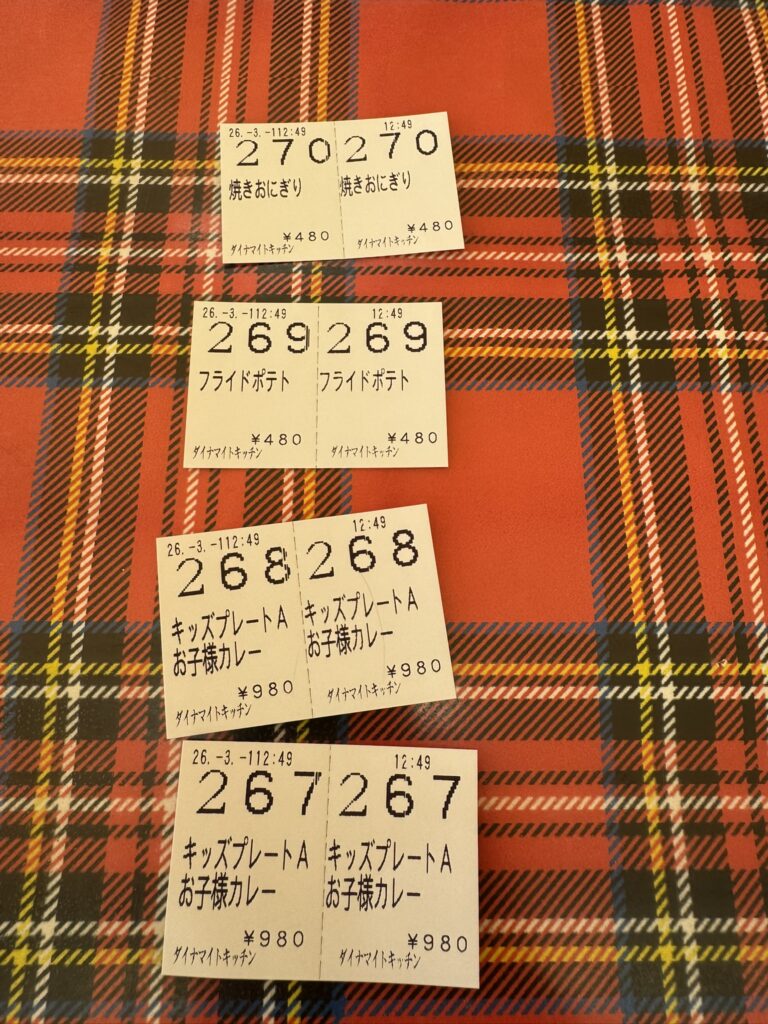 26.-3.-112:49 12:49
270 270
焼きおにぎり 焼きおにぎり
¥480 ¥480
ダイナマイトキッチン ダイナマイトキッチン
26.-3.-112:49 12:49
269 269
フライドポテト フライドポテト
¥480 ¥480
ダイナマイトキッチン ダイナマイトキッチン
26.-3.-112:49 12:49
268 268
キッズプレートA キッズプレートA
お子様カレー お子様カレー
¥980 ¥980
ダイナマイトキッチン ダイナマイトキッチン
26.-3.-112:49 12:49
267 267
キッズプレートA キッズプレートA
お子様カレー お子様カレー
¥980 ¥980
ダイナマイトキッチン ダイナマイトキッチン